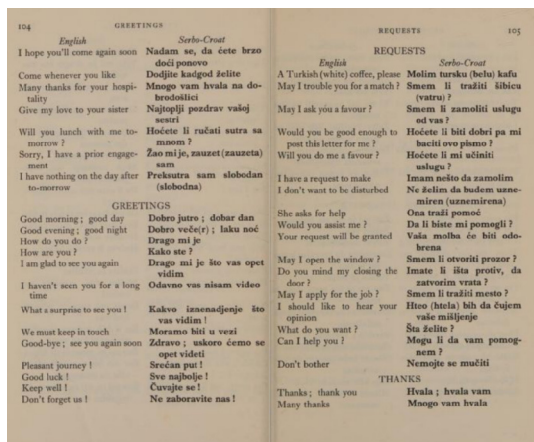 104 GREETINGS
English Serbo-Croat
I hope you'll come again soon Nadam se, da ćete brzo
doći ponovo
Come whenever you like Dodjite kadgod želite
Many thanks for your hospi- Mnogo vam hvala na do-
tality brodošlici
Give my love to your sister Najtoplji pozdrav vašoj
sestri
Will you lunch with me to- Hoćete li ručati sutra sa
morrow ? mnom ?
Sorry, I have a prior engage- Žao mi je, zauzet (zauzeta)
ment sam
I have nothing on the day after Preksutra sam slobodan
to-morrow (slobodna)
GREETINGS
Good morning ; good day Dobro jutro ; dobar dan
Good evening ; good night Dobro veče(r) ; laku noć
How do you do ? Drago mi je
How are you ? Kako ste ?
I am glad to see you again Drago mi je što vas opet
vidim
I haven't seen you for a long Odavno vas nisam video
time
What a surprise to see you ! Kakvo iznenadjenje što
vas vidim !
We must keep in touch Moramo biti u vezi
Good-bye ; see you again soon Zdravo ; uskoro ćemo se
opet videti
Pleasant journey ! Srećan put !
Good luck ! Sve najbolje !
Keep well ! Čuvajte se !
Don't forget us ! Ne zaboravite nas !
REQUESTS 105
REQUESTS
English Serbo-Croat
A Turkish (white) coffee, please Molim tursku (belu) kafu
May I trouble you for a match ? Smem li tražiti šibicu
(vatru) ?
May I ask you a favour ? Smem li zamoliti uslugu
od vas ?
Would you be good enough to Hoćete li biti dobri pa mi
post this letter for me ? baciti ovo pismo ?
Will you do me a favour ? Hoćete li mi učiniti
uslugu ?
I have a request to make Imam nešto da zamolim
I don't want to be disturbed Ne želim da budem uzne-
miren (uznemirena)
She asks for help Ona traži pomoć
Would you assist me ? Da li biste mi pomogli ?
Your request will be granted Vaša molba će biti odo-
brena
May I open the window ? Smem li otvoriti prozor ?
Do you mind my closing the Imate li išta protiv, da
door ? zatvorim vrata ?
May I apply for the job ? Smem li tražiti mesto ?
I should like to hear your Hteo (htela) bih da čujem
opinion vaše mišljenje
What do you want ? Šta želite ?
Can I help you ? Mogu li da vam pomog-
nem ?
Don't bother Nemojte se mučiti
THANKS
Thanks ; thank you Hvala ; hvala vam
Many thanks Mnogo vam hvala